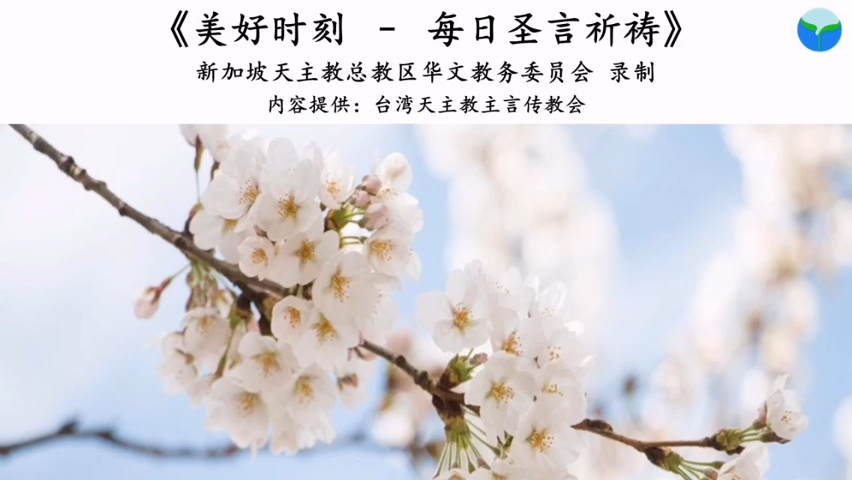 《美好时刻 - 每日圣言祈祷》
新加坡天主教总教区华文教务委员会 录制
内容提供：台湾天主教主言传教会